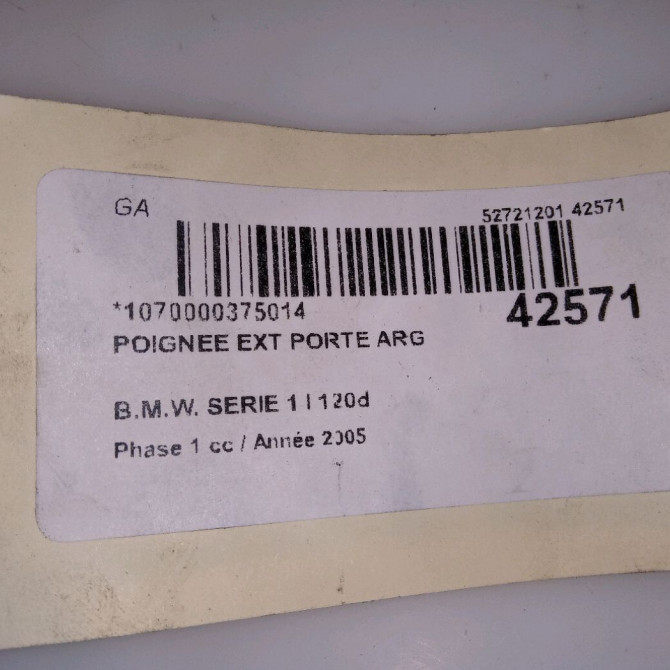 GA
52721201 42571
*1070000375014
42571
POIGNEE EXT PORTE ARG
B.M.W. SERIE 1 I 120d
Phase 1 cc / Année 2005